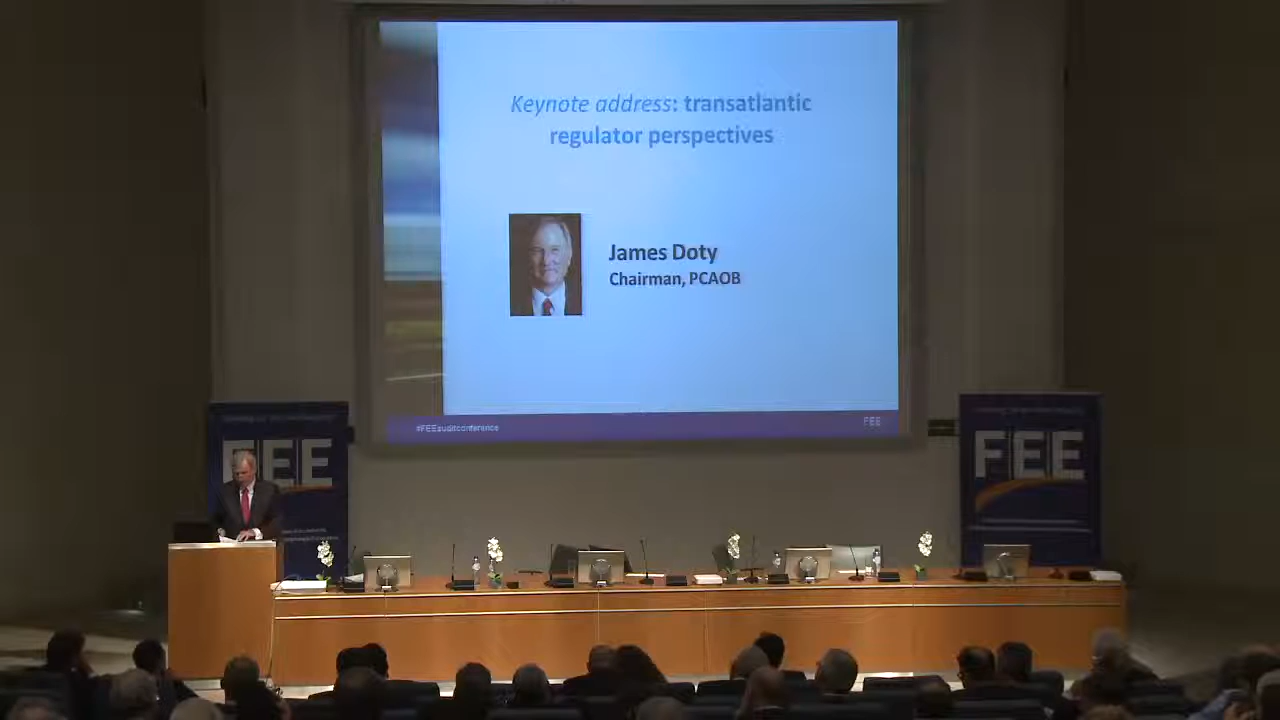 Keynote address: transatlantic
regulator perspectives
James Doty
Chairman, PCAOB
#FEEauditconference
FEE
FEE
FEE